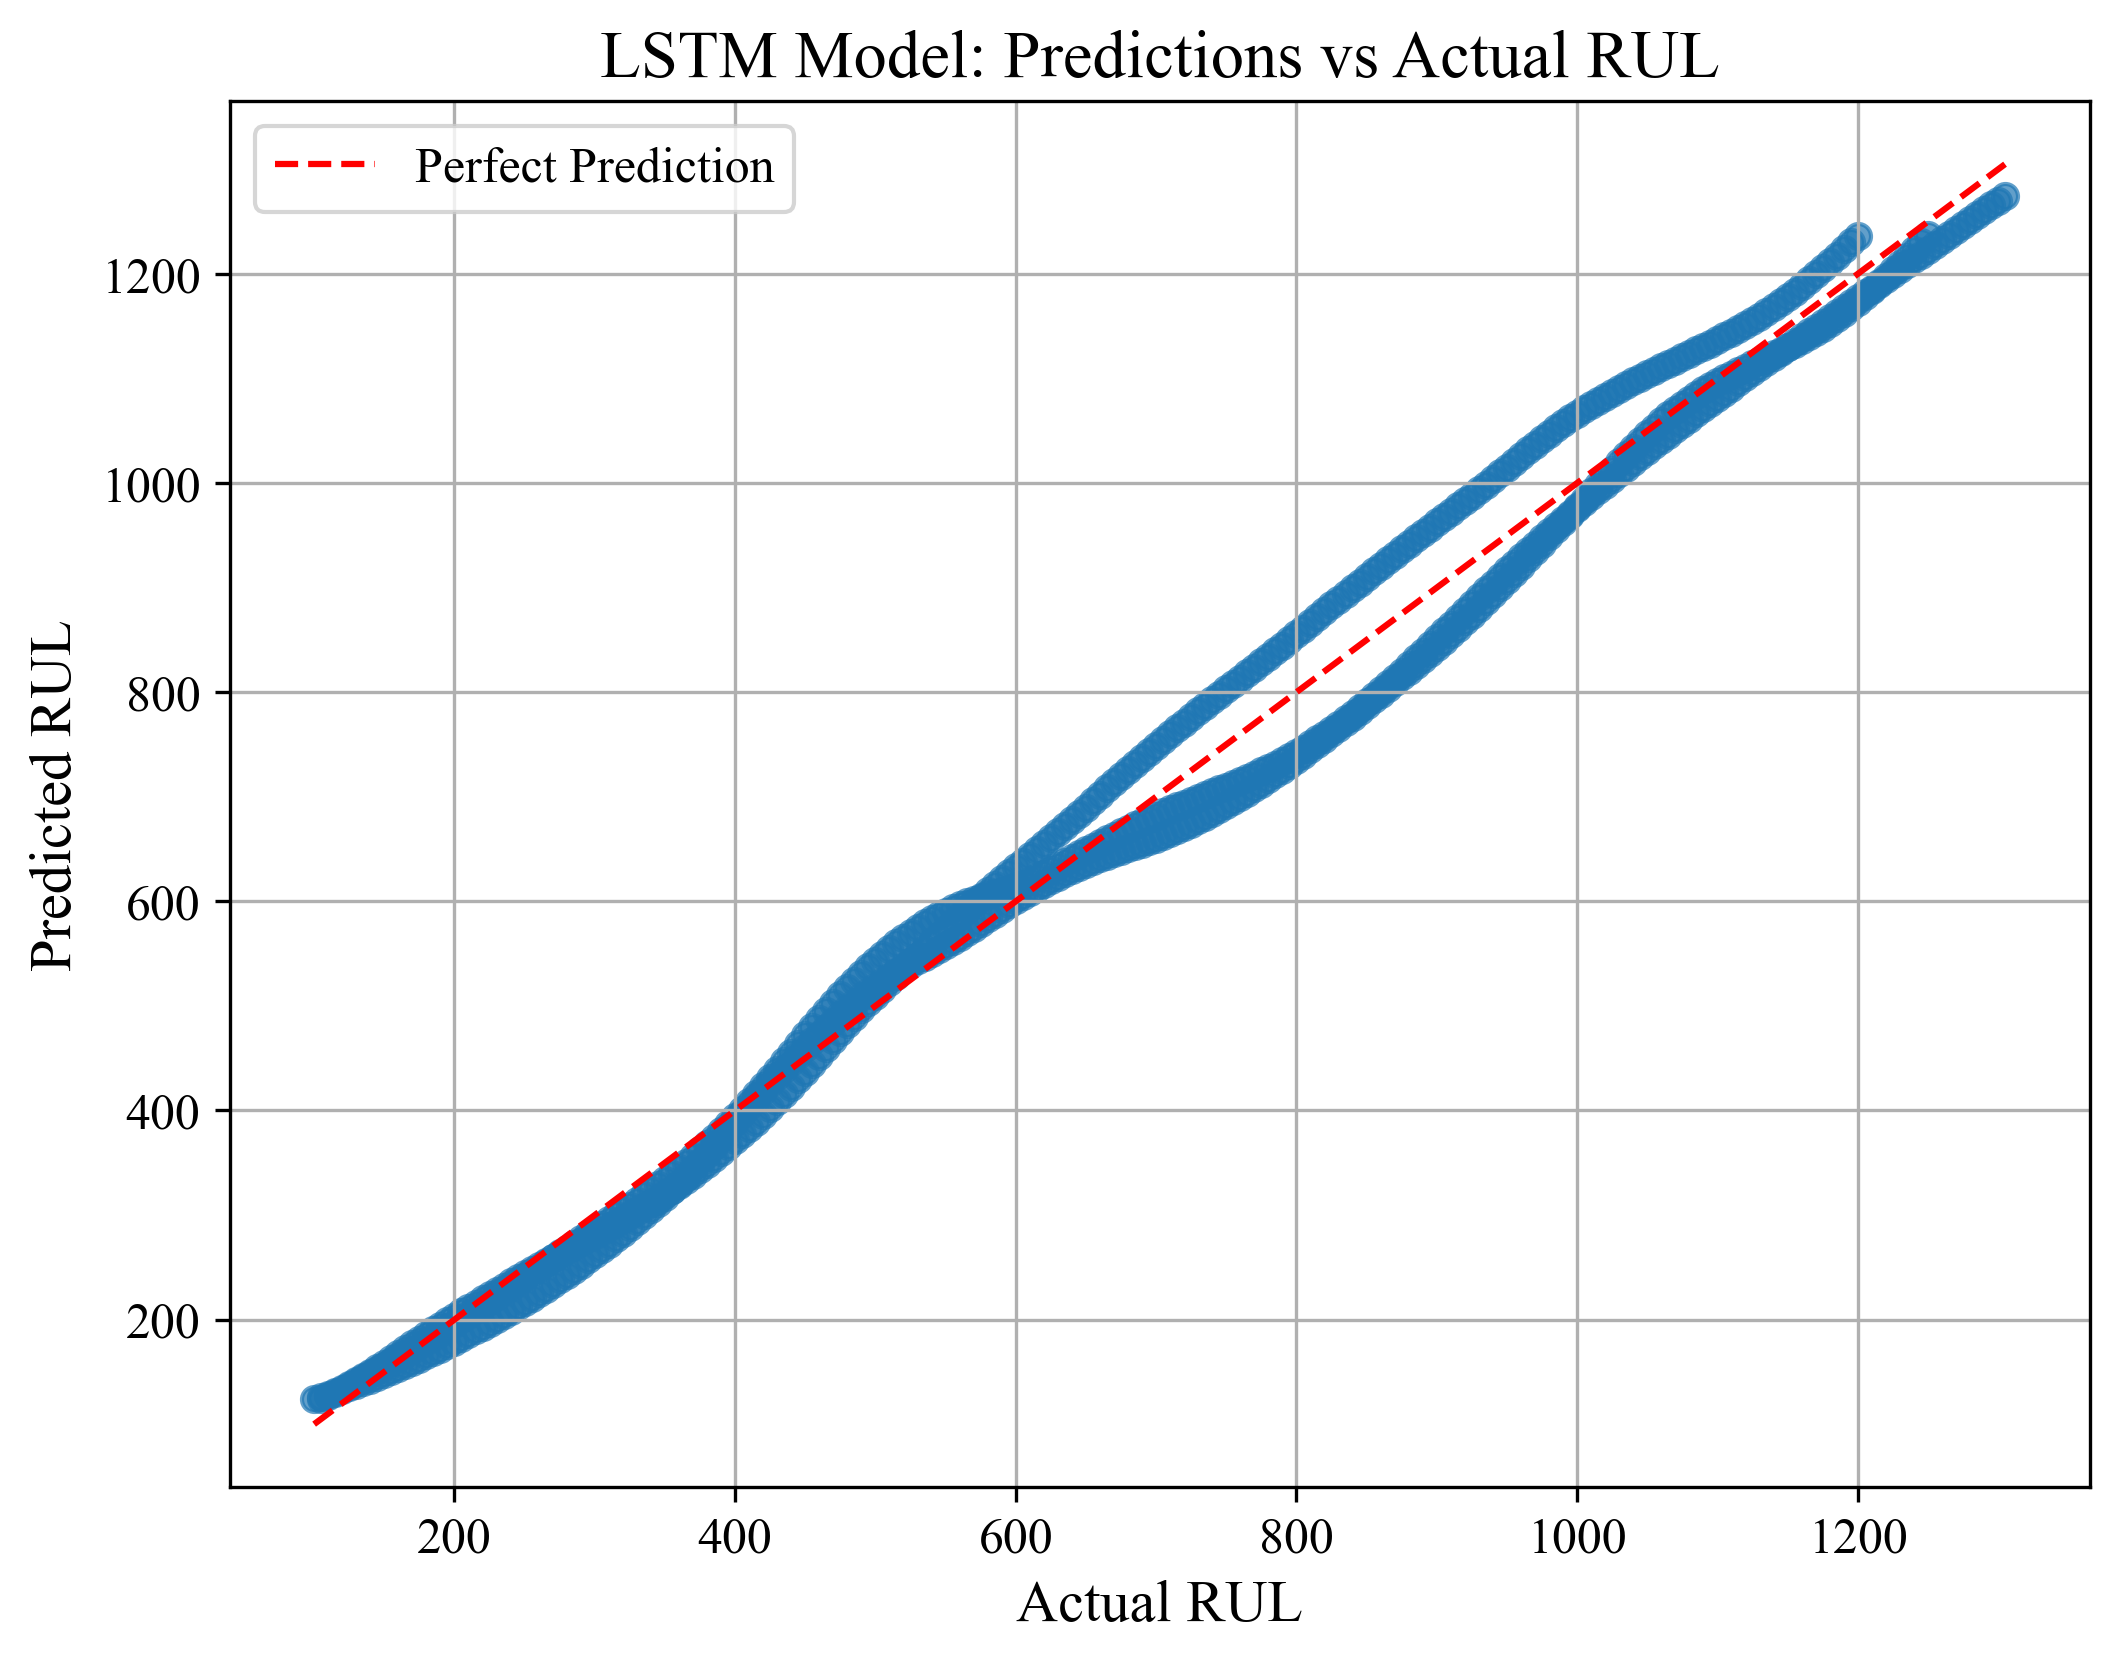 LSTM Model: Predictions vs Actual RUL
Perfect Prediction
1200
1000
800
600
400
200
Predicted RUL
200 400 600 800 1000 1200
Actual RUL